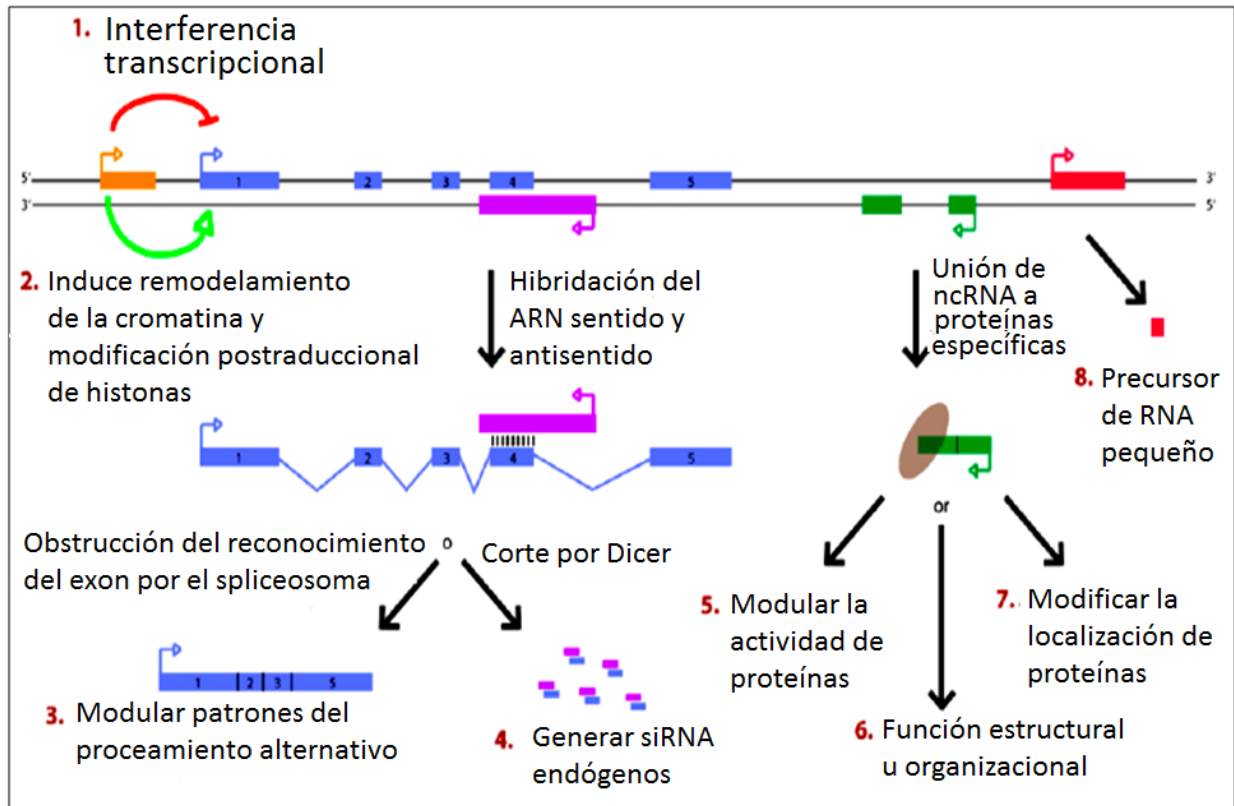 1. Interferencia
transcripcional
5'
1
2
3
4
5
3'
3'
5'
2. Induce remodelamiento
de la cromatina y
modificación postraduccional
de histonas
Hibridación del
ARN sentido y
antisentido
Unión de
ncRNA a
proteínas
específicas
8. Precursor
de RNA
pequeño
1
2
3
4
5
or
Obstrucción del reconocimiento
del exon por el spliceosoma
o
Corte por Dicer
1
2
3
5
3. Modular patrones del
proceamiento alternativo
4. Generar siRNA
endógenos
5. Modular la
actividad de
proteínas
7. Modificar la
localización de
proteínas
6. Función estructural
u organizacional